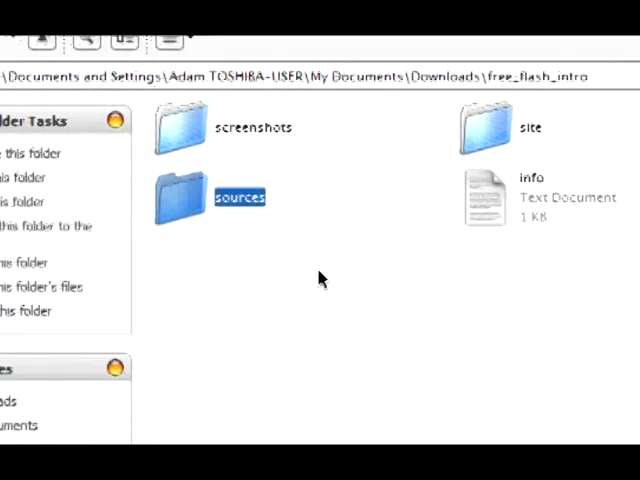 \Documents and Settings\Adam TOSHIBA-USER\My Documents\Downloads\free_flash_intro
lder Tasks
screenshots
site
this folder
his folder
is folder
this folder to the
his folder
his folder's files
his folder
sources
info
Text Document
1 KB
es
ads
uments